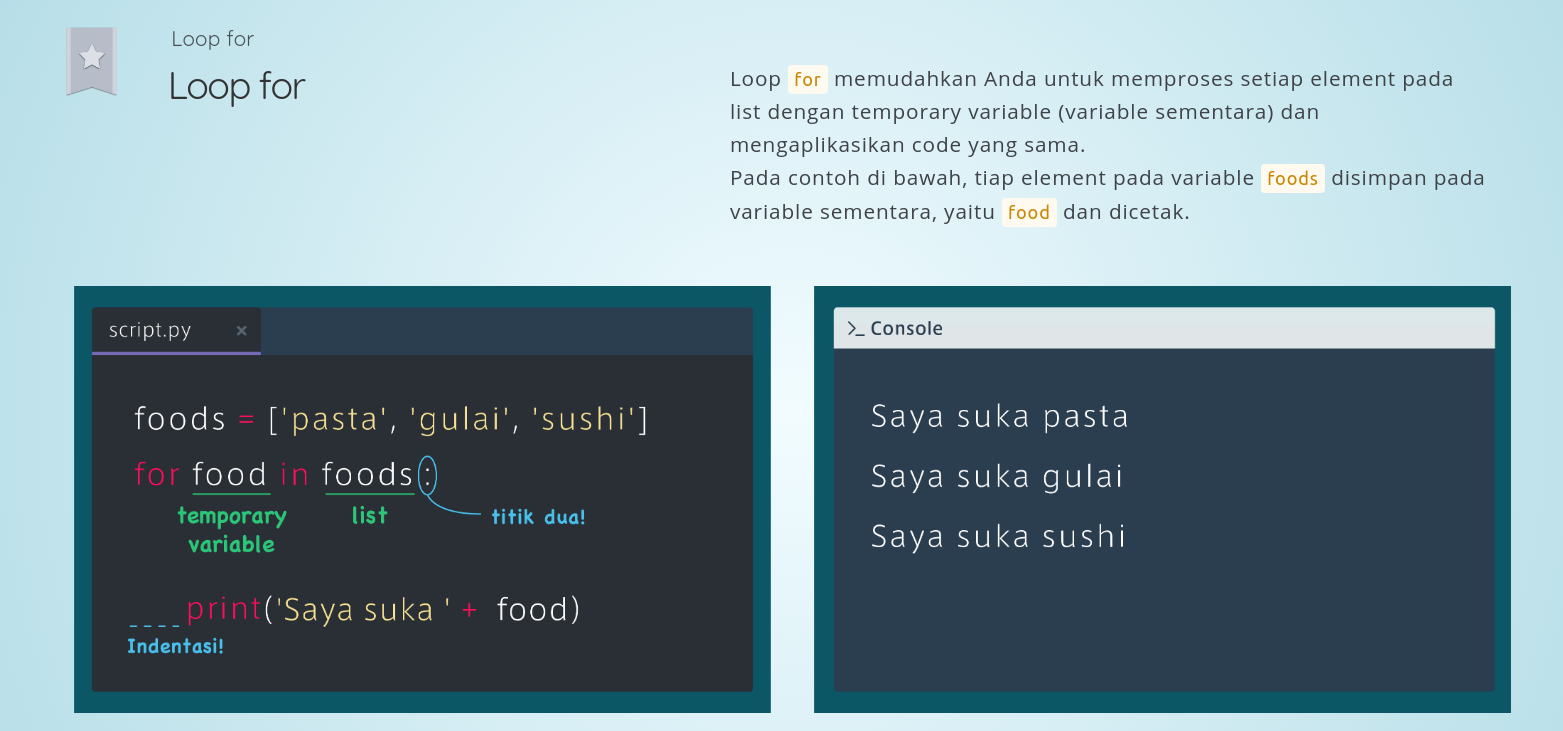 Loop for
Loop for
Loop for memudahkan Anda untuk memproses setiap element pada
list dengan temporary variable (variable sementara) dan
mengaplikasikan code yang sama.
Pada contoh di bawah, tiap element pada variable foods disimpan pada
variable sementara, yaitu food dan dicetak.
script.py ×
foods = ['pasta', 'gulai', 'sushi']
for food in foods:
temporary list titik dua!
variable
____print('Saya suka ' + food)
Indentasi!
>_ Console
Saya suka pasta
Saya suka gulai
Saya suka sushi